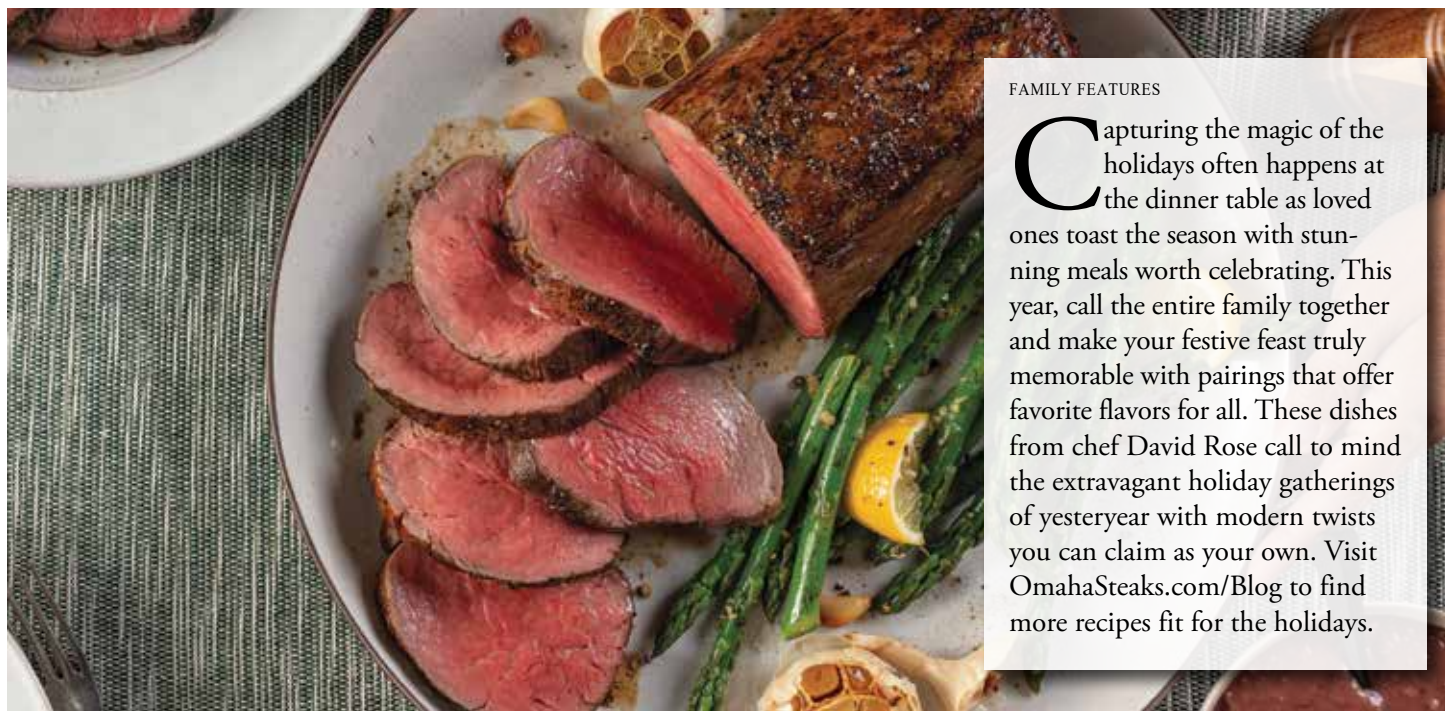 FAMILY FEATURES
Capturing the magic of the
holidays often happens at
the dinner table as loved
ones toast the season with stun-
ning meals worth celebrating. This
year, call the entire family together
and make your festive feast truly
memorable with pairings that offer
favorite flavors for all. These dishes
from chef David Rose call to mind
the extravagant holiday gatherings
of yesteryear with modern twists
you can claim as your own. Visit
OmahaSteaks.com/Blog to find
more recipes fit for the holidays.